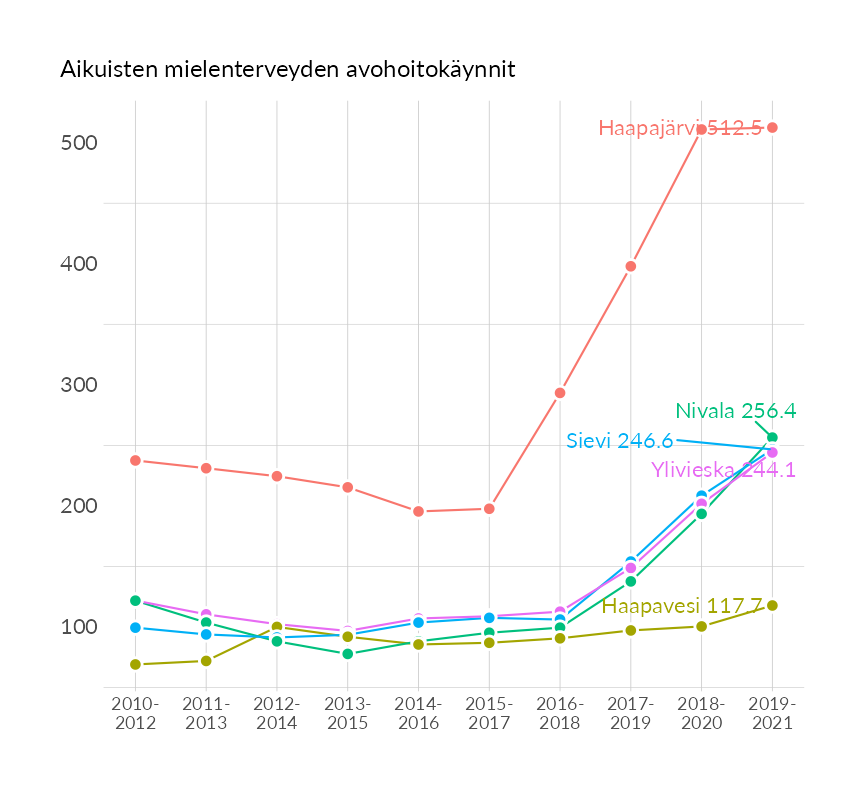 Aikuisten mielenterveyden avohoitokäynnit
500
Haapajärvi 512.5
400
300
Nivala 256.4
Sievi 246.6
Ylivieska 244.1
200
Haapavesi 117.7
100
2010- 2011- 2012- 2013- 2014- 2015- 2016- 2017- 2018- 2019-
2012 2013 2014 2015 2016 2017 2018 2019 2020 2021